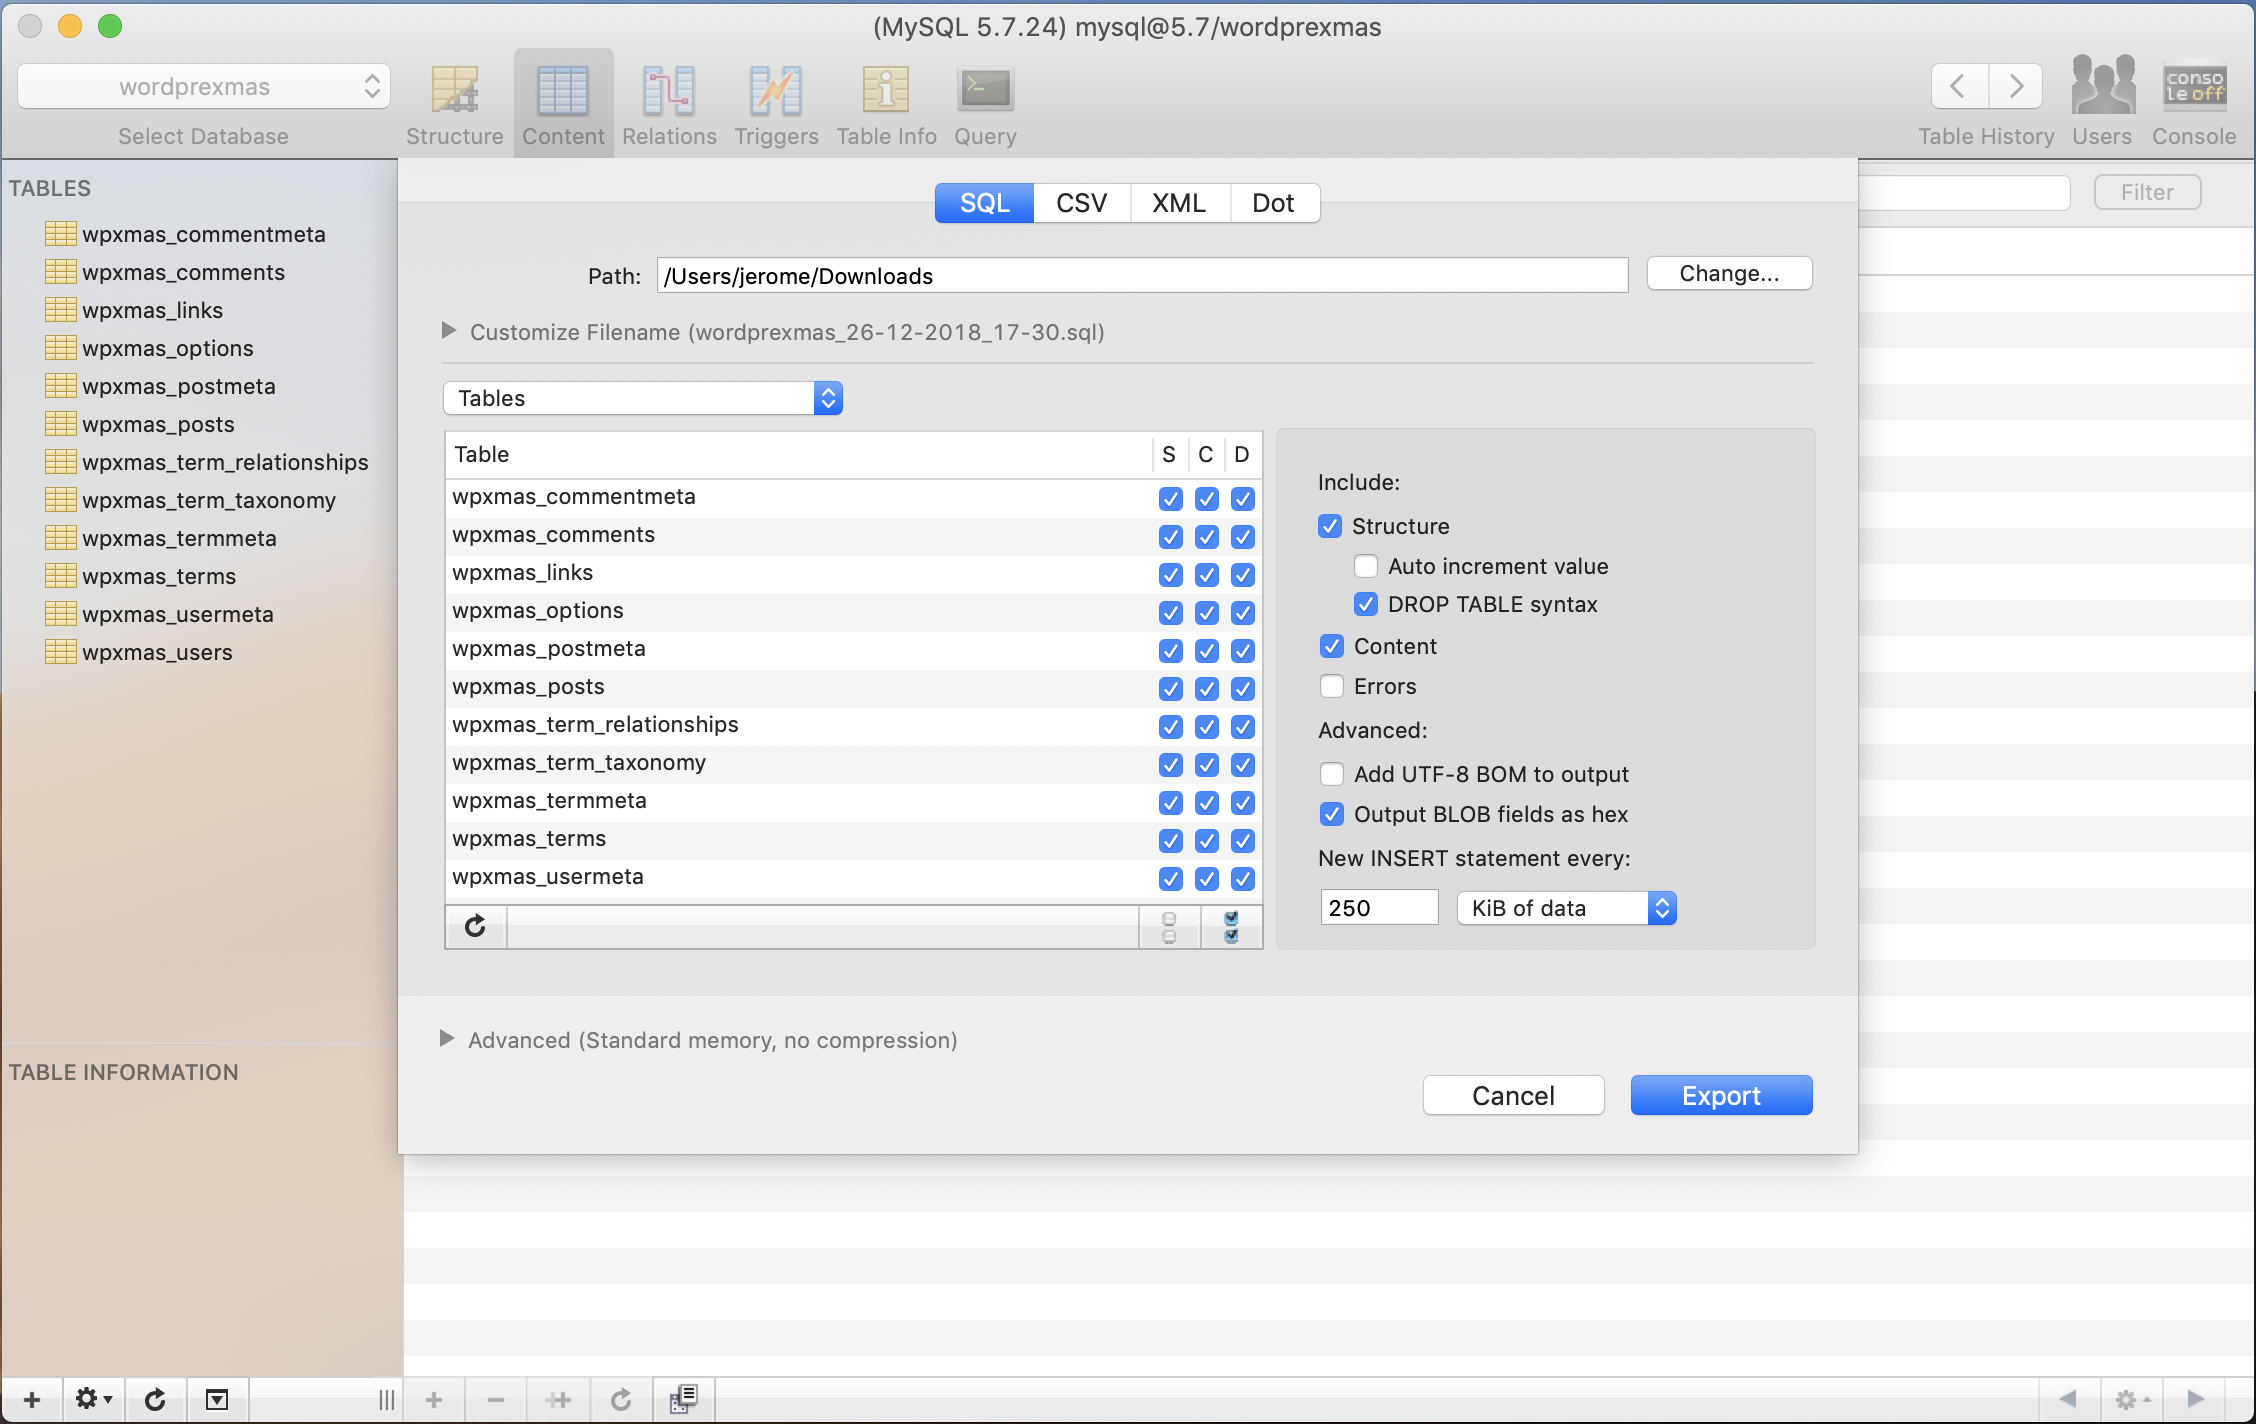 (MySQL 5.7.24) mysql@5.7/wordprexmas
wordprexmas
Select Database
Structure
Content
Relations
Triggers
Table Info
Query
Table History
Users
conso
leoff
Console
TABLES
wpxmas_commentmeta
wpxmas_comments
wpxmas_links
wpxmas_options
wpxmas_postmeta
wpxmas_posts
wpxmas_term_relationships
wpxmas_term_taxonomy
wpxmas_termmeta
wpxmas_terms
wpxmas_usermeta
wpxmas_users
TABLE INFORMATION
Filter
SQL CSV XML Dot
Path: /Users/jerome/Downloads Change...
Customize Filename (wordprexmas_26-12-2018_17-30.sql)
Tables
Table S C D
wpxmas_commentmeta
wpxmas_comments
wpxmas_links
wpxmas_options
wpxmas_postmeta
wpxmas_posts
wpxmas_term_relationships
wpxmas_term_taxonomy
wpxmas_termmeta
wpxmas_terms
wpxmas_usermeta
Include:
Structure
Auto increment value
DROP TABLE syntax
Content
Errors
Advanced:
Add UTF-8 BOM to output
Output BLOB fields as hex
New INSERT statement every:
250 KiB of data
Advanced (Standard memory, no compression)
Cancel Export